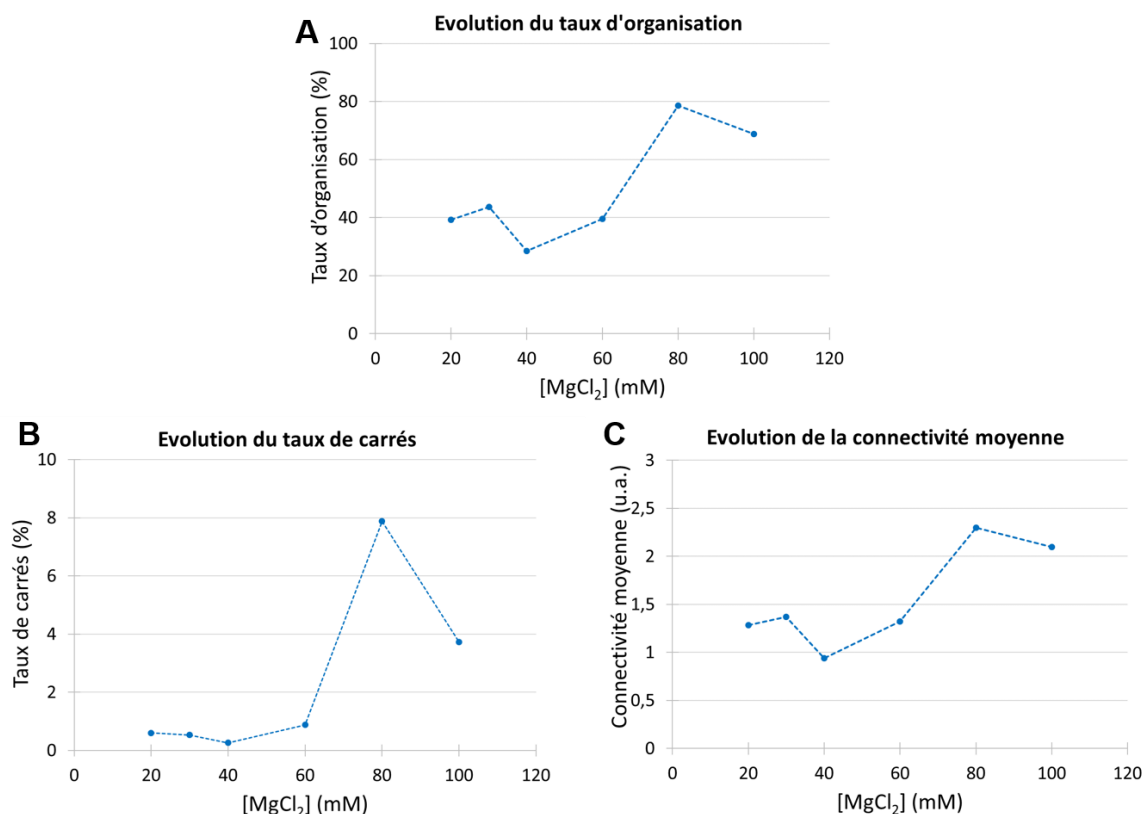 A
Evolution du taux d'organisation
Taux d'organisation (%)
100
80
60
40
20
0
0 20 40 60 80 100 120
[MgCl₂] (mM)
B
Evolution du taux de carrés
Taux de carrés (%)
10
8
6
4
2
0
0 20 40 60 80 100 120
[MgCl₂] (mM)
C
Evolution de la connectivité moyenne
Connectivité moyenne (u.a.)
3
2,5
2
1,5
1
0,5
0
0 20 40 60 80 100 120
[MgCl₂] (mM)